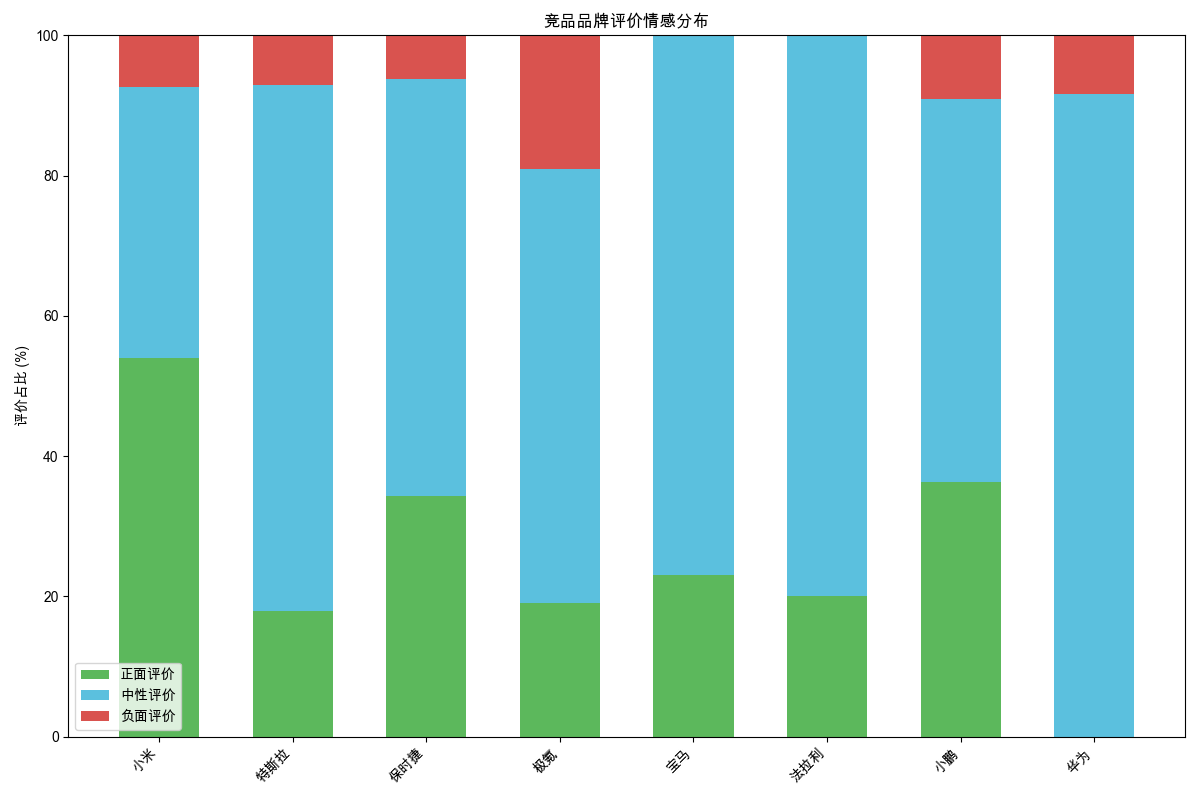 竞品品牌评价情感分布
评价占比 (%)
100
80
60
40
20
0
正面评价
中性评价
负面评价
小米
特斯拉
保时捷
极氪
宝马
法拉利
小鹏
华为